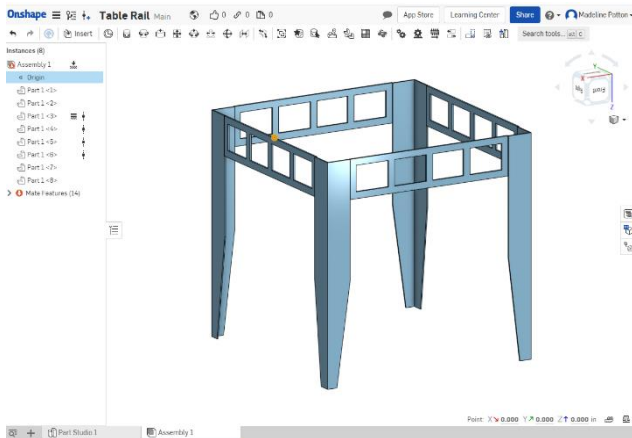 Onshape Table Rail Main 0 0 0 App Store Learning Center Share Madeline Patton
Insert Search tools...
Instances (8)
Assembly 1
Origin
Part 1 <1>
Part 1 <2>
Part 1 <3>
Part 1 <4>
Part 1 <5>
Part 1 <6>
Part 1 <7>
Part 1 <8>
Mate Features (14)
Y
X
Front
Z
Point: X 0.000 Y 0.000 Z 0.000 in
Part Studio 1 Assembly 1